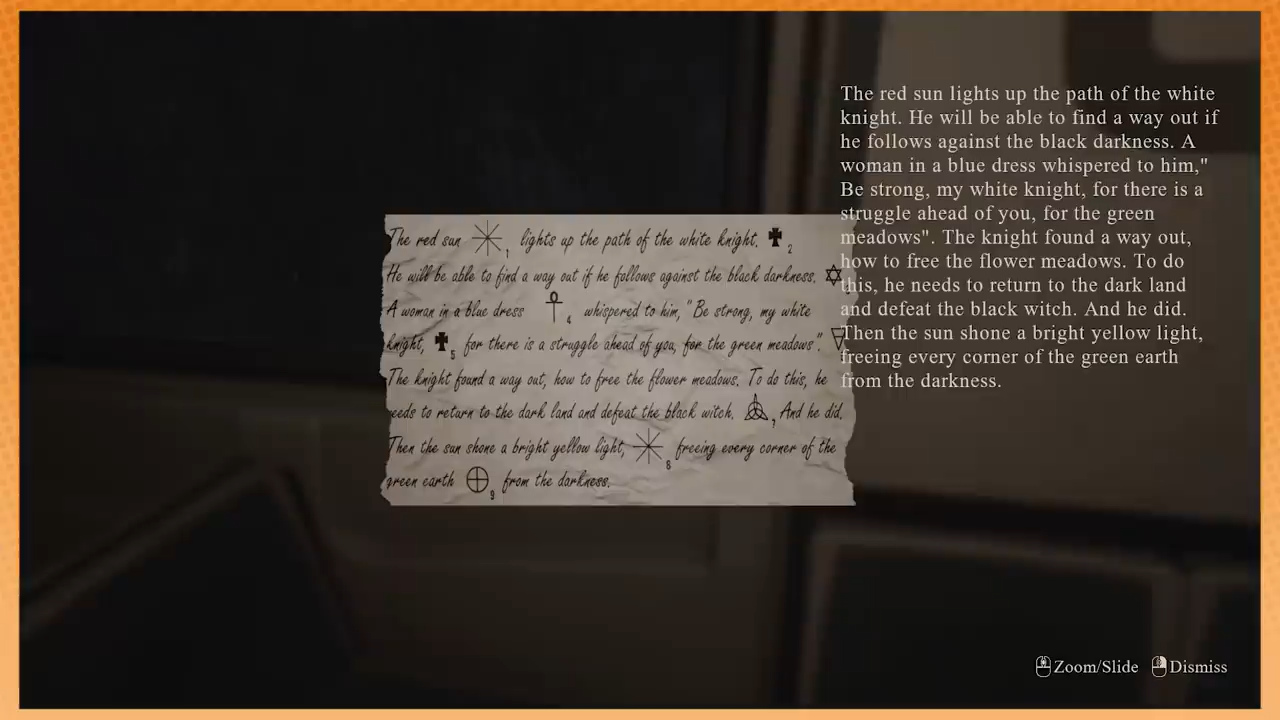 The red sun 1 lights up the path of the white knight. 2
He will be able to find a way out if he follows against the black darkness.
A woman in a blue dress 4 whispered to him, "Be strong, my white
knight, 5 for there is a struggle ahead of you, for the green meadows".
The knight found a way out, how to free the flower meadows. To do this, he
eeds to return to the dark land and defeat the black witch. 7 And he did.
Then the sun shone a bright yellow light, 8 freeing every corner of the
green earth 9 from the darkness.
The red sun lights up the path of the white
knight. He will be able to find a way out if
he follows against the black darkness. A
woman in a blue dress whispered to him,"
Be strong, my white knight, for there is a
struggle ahead of you, for the green
meadows". The knight found a way out,
how to free the flower meadows. To do
this, he needs to return to the dark land
and defeat the black witch. And he did.
Then the sun shone a bright yellow light,
freeing every corner of the green earth
from the darkness.
Zoom/Slide Dismiss